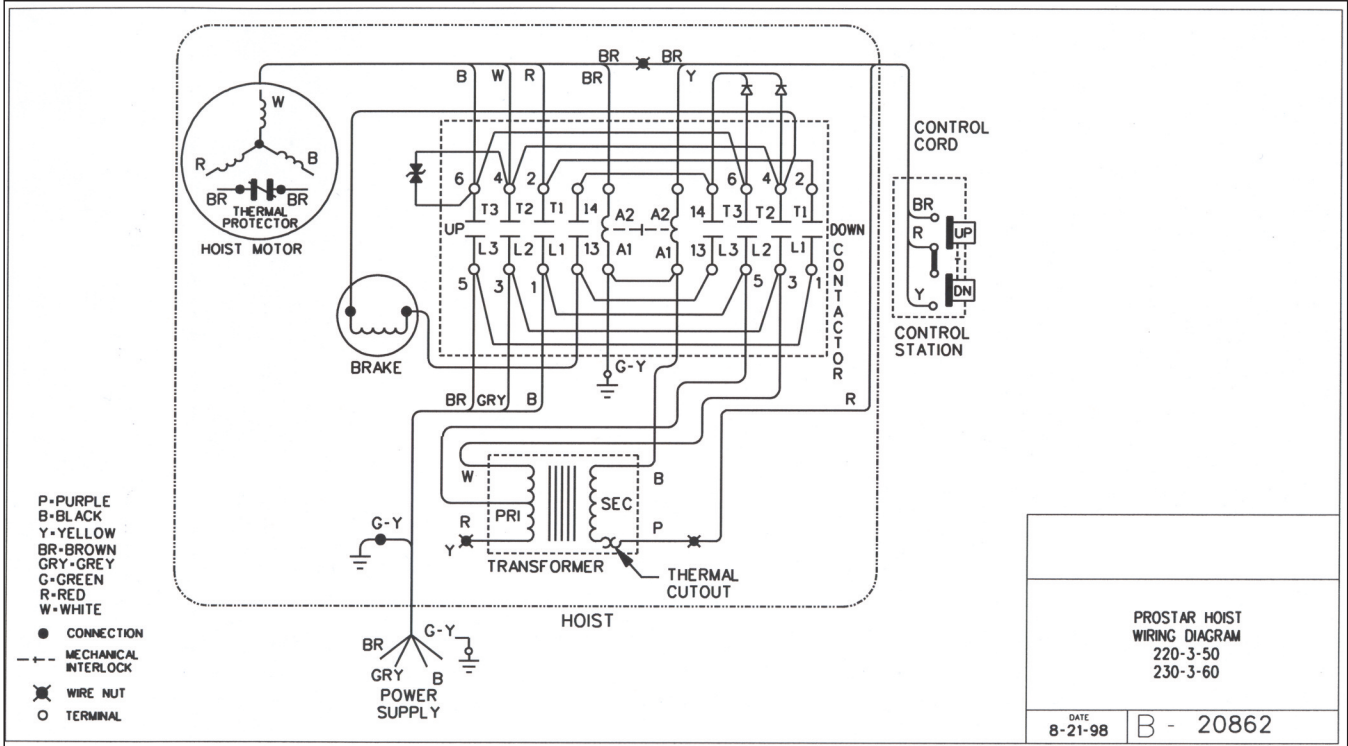 BR BR
B W R BR Y
W
R B
BR BR
THERMAL
PROTECTOR
HOIST MOTOR
CONTROL
CORD
6 4 2 6 4 2
T3 T2 T1 14 A2 A2 14 T3 T2 T1
UP DOWN
L3 L2 L1 13 A1 A1 13 L3 L2 L1
5 3 1 5 3 1
CONTACTOR
BR
R UP
Y DN
CONTROL
STATION
BRAKE
G-Y
BR GRY B R
W B
PRI SEC
R P
Y
G-Y
TRANSFORMER
THERMAL
CUTOUT
HOIST
P-PURPLE
B-BLACK
Y-YELLOW
BR-BROWN
GRY-GREY
G-GREEN
R-RED
W-WHITE
CONNECTION
MECHANICAL
INTERLOCK
WIRE NUT
TERMINAL
BR G-Y
GRY B
POWER
SUPPLY
PROSTAR HOIST
WIRING DIAGRAM
220-3-50
230-3-60
DATE
8-21-98 B - 20862